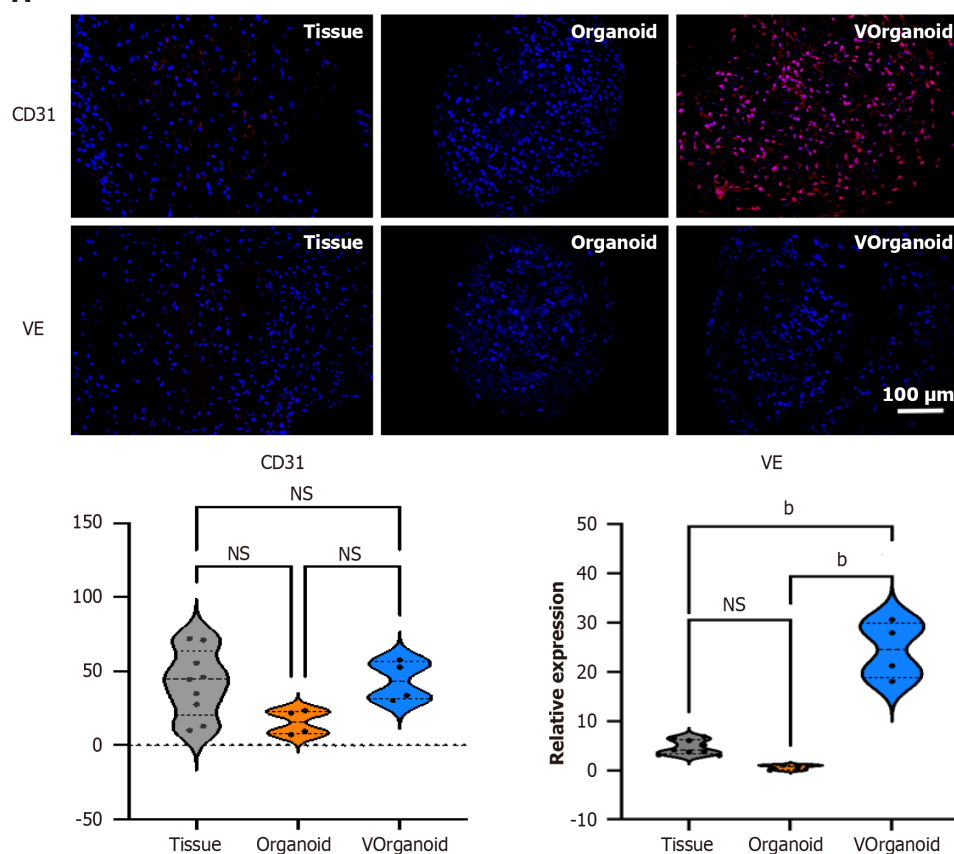 Tissue
Organoid
VOrganoid
CD31
Tissue
Organoid
VOrganoid
VE
100 µm
CD31
NS
NS
NS
150
100
50
0
-50
Tissue
Organoid
VOrganoid
VE
b
b
NS
Relative expression
50
40
30
20
10
0
-10
Tissue
Organoid
VOrganoid